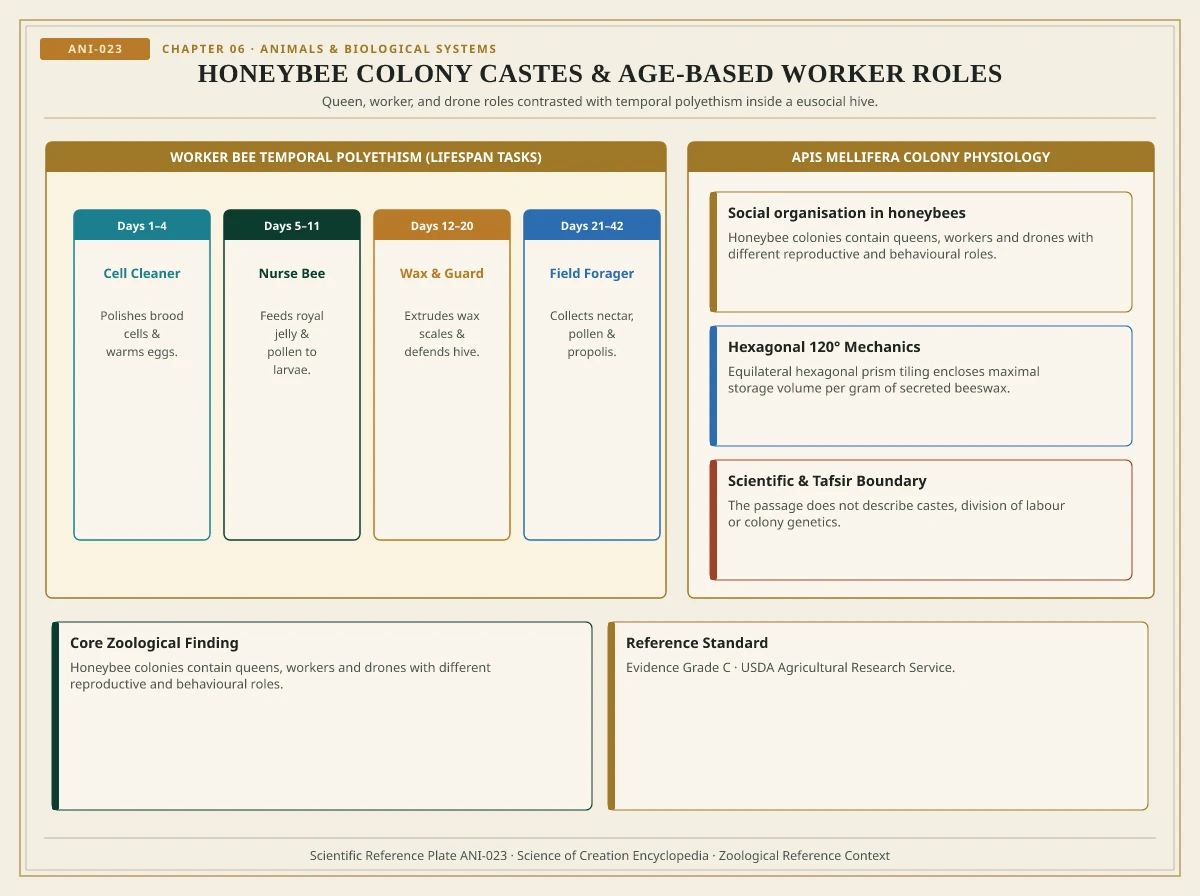 ANI-023
CHAPTER 06 · ANIMALS & BIOLOGICAL SYSTEMS
HONEYBEE COLONY CASTES & AGE-BASED WORKER ROLES
Queen, worker, and drone roles contrasted with temporal polyethism inside a eusocial hive.
WORKER BEE TEMPORAL POLYETHISM (LIFESPAN TASKS)
Days 1–4
Cell Cleaner
Polishes brood
cells &
warms eggs.
Days 5–11
Nurse Bee
Feeds royal
jelly &
pollen to
larvae.
Days 12–20
Wax & Guard
Extrudes wax
scales &
defends hive.
Days 21–42
Field Forager
Collects nectar,
pollen &
propolis.
APIS MELLIFERA COLONY PHYSIOLOGY
Social organisation in honeybees
Honeybee colonies contain queens, workers and drones with
different reproductive and behavioural roles.
Hexagonal 120° Mechanics
Equilateral hexagonal prism tiling encloses maximal
storage volume per gram of secreted beeswax.
Scientific & Tafsir Boundary
The passage does not describe castes, division of labour
or colony genetics.
Core Zoological Finding
Honeybee colonies contain queens, workers and drones with different
reproductive and behavioural roles.
Reference Standard
Evidence Grade C · USDA Agricultural Research Service.
Scientific Reference Plate ANI-023 · Science of Creation Encyclopedia · Zoological Reference Context